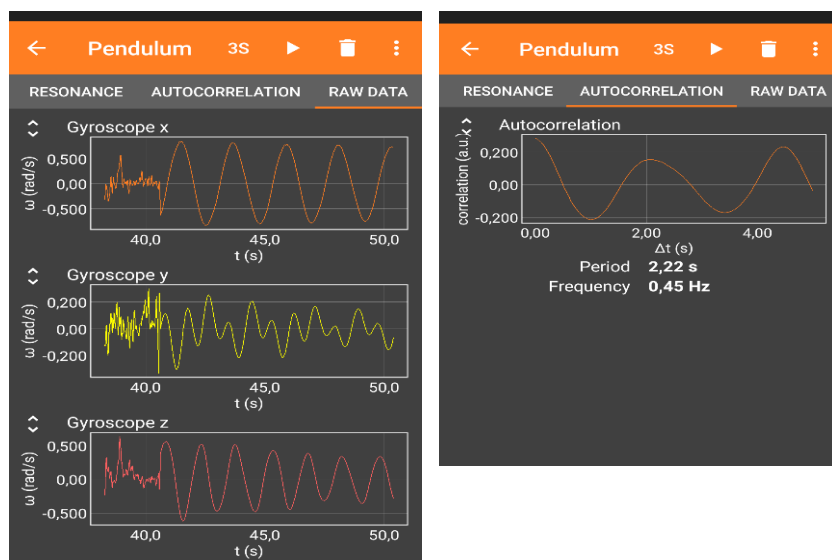 Pendulum 3S
RESONANCE AUTOCORRELATION RAW DATA
Gyroscope x
ω (rad/s)
0,500
0,00
-0,500
40,0 45,0 50,0
t (s)
Gyroscope y
ω (rad/s)
0,200
0,00
-0,200
40,0 45,0 50,0
t (s)
Gyroscope z
ω (rad/s)
0,500
0,00
-0,500
40,0 45,0 50,0
t (s)
Pendulum 3S
RESONANCE AUTOCORRELATION RAW DATA
Autocorrelation
correlation (a.u.)
0,200
0,00
-0,200
0,00 2,00 4,00
Δt (s)
Period 2,22 s
Frequency 0,45 Hz